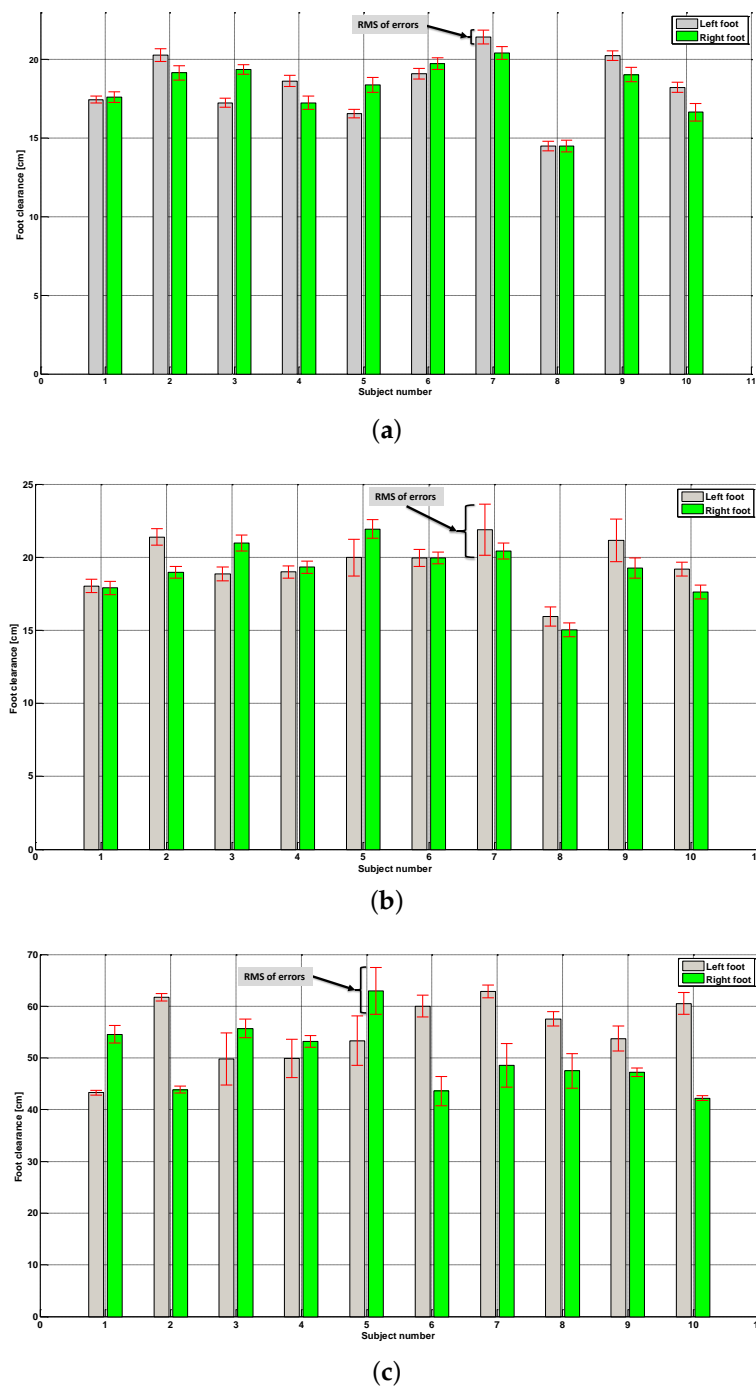 RMS of errors
Left foot
Right foot
Foot clearance [cm]
20
15
10
5
0
0 1 2 3 4 5 6 7 8 9 10 11
Subject number
(a)
RMS of errors
Left foot
Right foot
Foot clearance [cm]
25
20
15
10
5
0
0 1 2 3 4 5 6 7 8 9 10 1
Subject number
(b)
RMS of errors
Left foot
Right foot
Foot clearance [cm]
70
60
50
40
30
20
10
0
0 1 2 3 4 5 6 7 8 9 10 1
Subject number
(c)